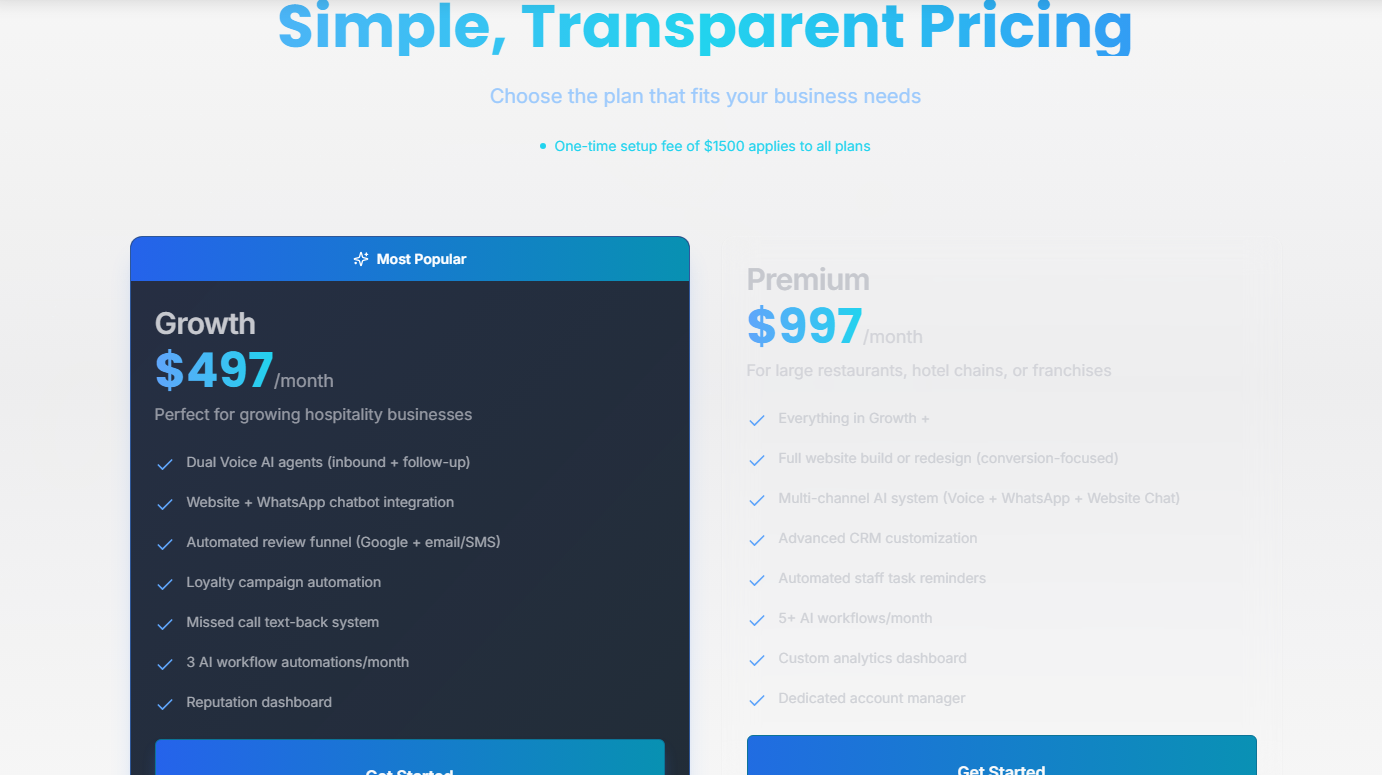 Simple, Transparent Pricing
Choose the plan that fits your business needs
One-time setup fee of $1500 applies to all plans
Most Popular
Growth
$497/month
Perfect for growing hospitality businesses
Dual Voice AI agents (inbound + follow-up)
Website + WhatsApp chatbot integration
Automated review funnel (Google + email/SMS)
Loyalty campaign automation
Missed call text-back system
3 AI workflow automations/month
Reputation dashboard
Get Started
Premium
$997/month
For large restaurants, hotel chains, or franchises
Everything in Growth +
Full website build or redesign (conversion-focused)
Multi-channel AI system (Voice + WhatsApp + Website Chat)
Advanced CRM customization
Automated staff task reminders
5+ AI workflows/month
Custom analytics dashboard
Dedicated account manager
Get Started